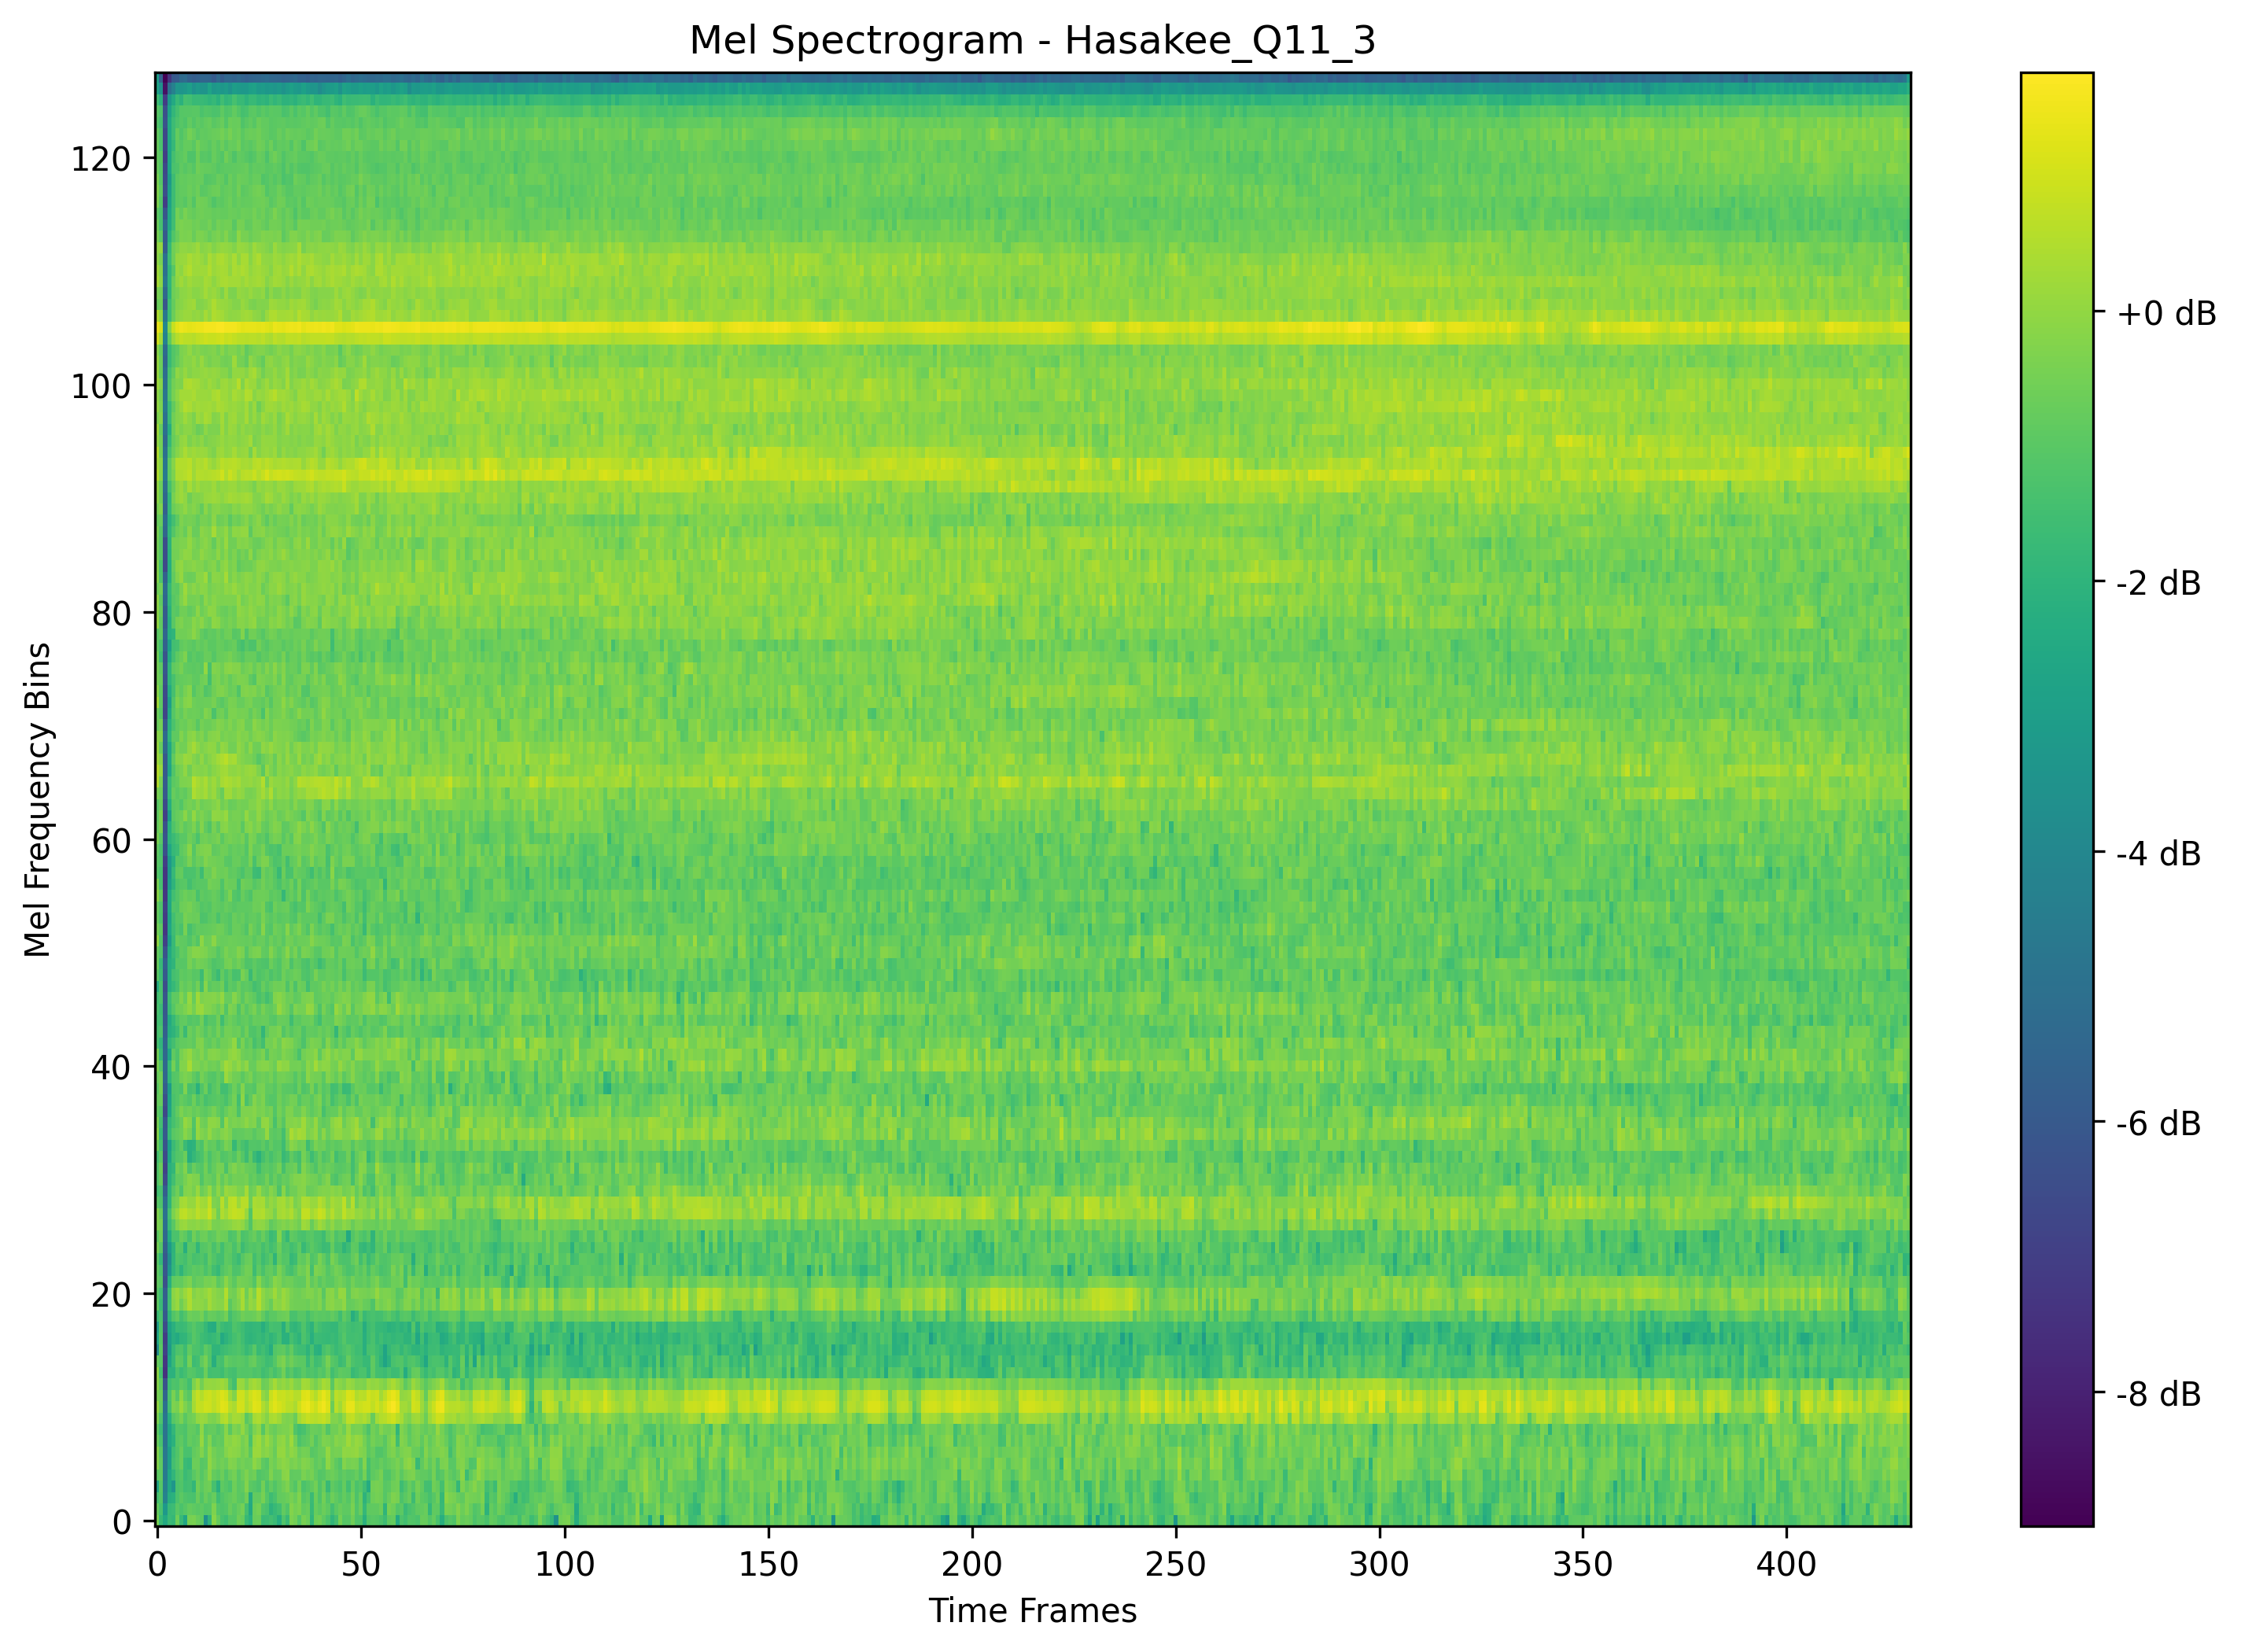 Mel Spectrogram - Hasakee_Q11_3
Mel Frequency Bins
120
100
80
60
40
20
0
0 50 100 150 200 250 300 350 400
Time Frames
+0 dB
-2 dB
-4 dB
-6 dB
-8 dB